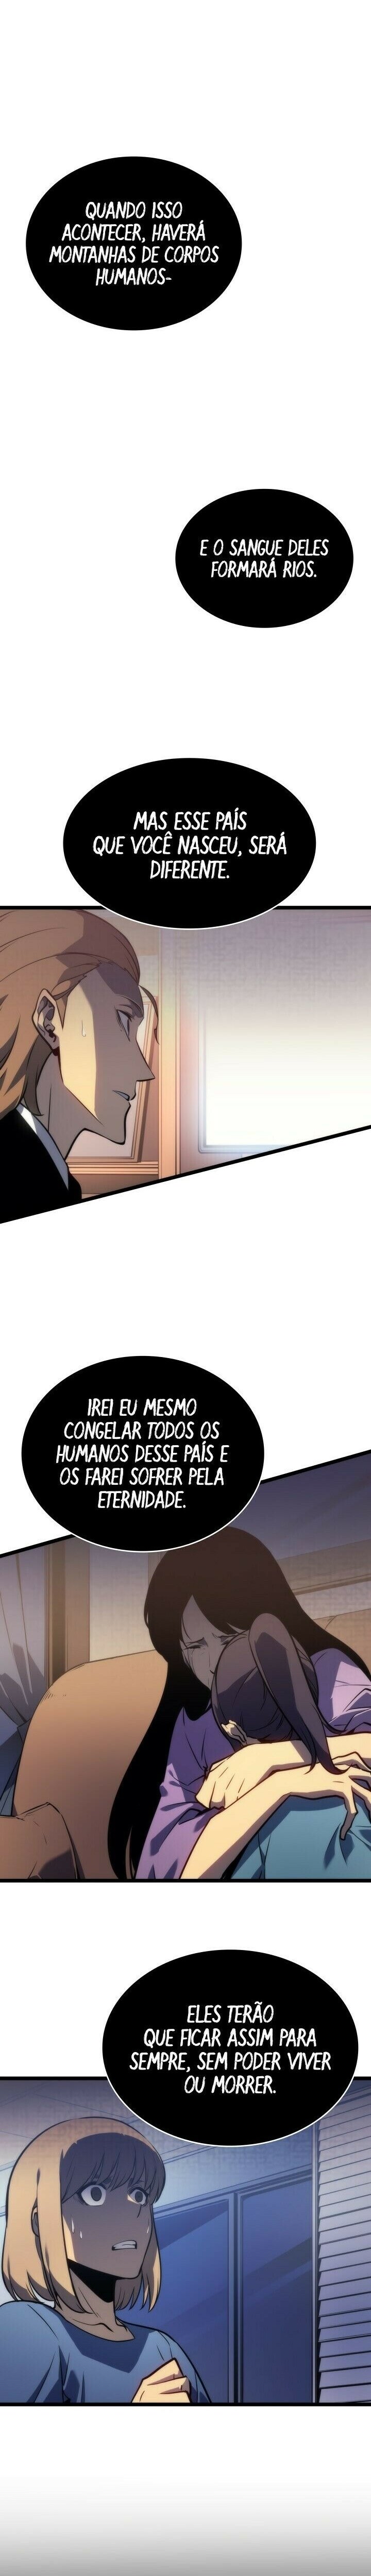 QUANDO ISSO
ACONTECER, HAVERÁ
MONTANHAS DE CORPOS
HUMANOS-
E O SANGUE DELES
FORMARÁ RIOS.
MAS ESSE PAÍS
QUE VOCÊ NASCEU, SERÁ
DIFERENTE.
IREI EU MESMO
CONGELAR TODOS OS
HUMANOS DESSE PAÍS E
OS FAREI SOFRER PELA
ETERNIDADE.
ELES TERÃO
QUE FICAR ASSIM PARA
SEMPRE, SEM PODER VIVER
OU MORRER.